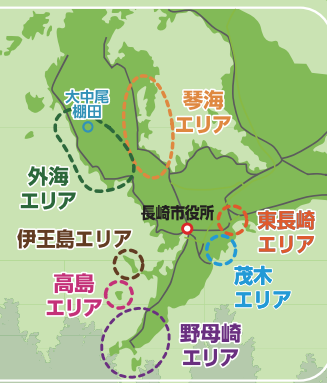 大中尾
棚田
琴海
エリア
外海
エリア
長崎市役所
東長崎
エリア
伊王島エリア
茂木
エリア
高島
エリア
野母崎
エリア